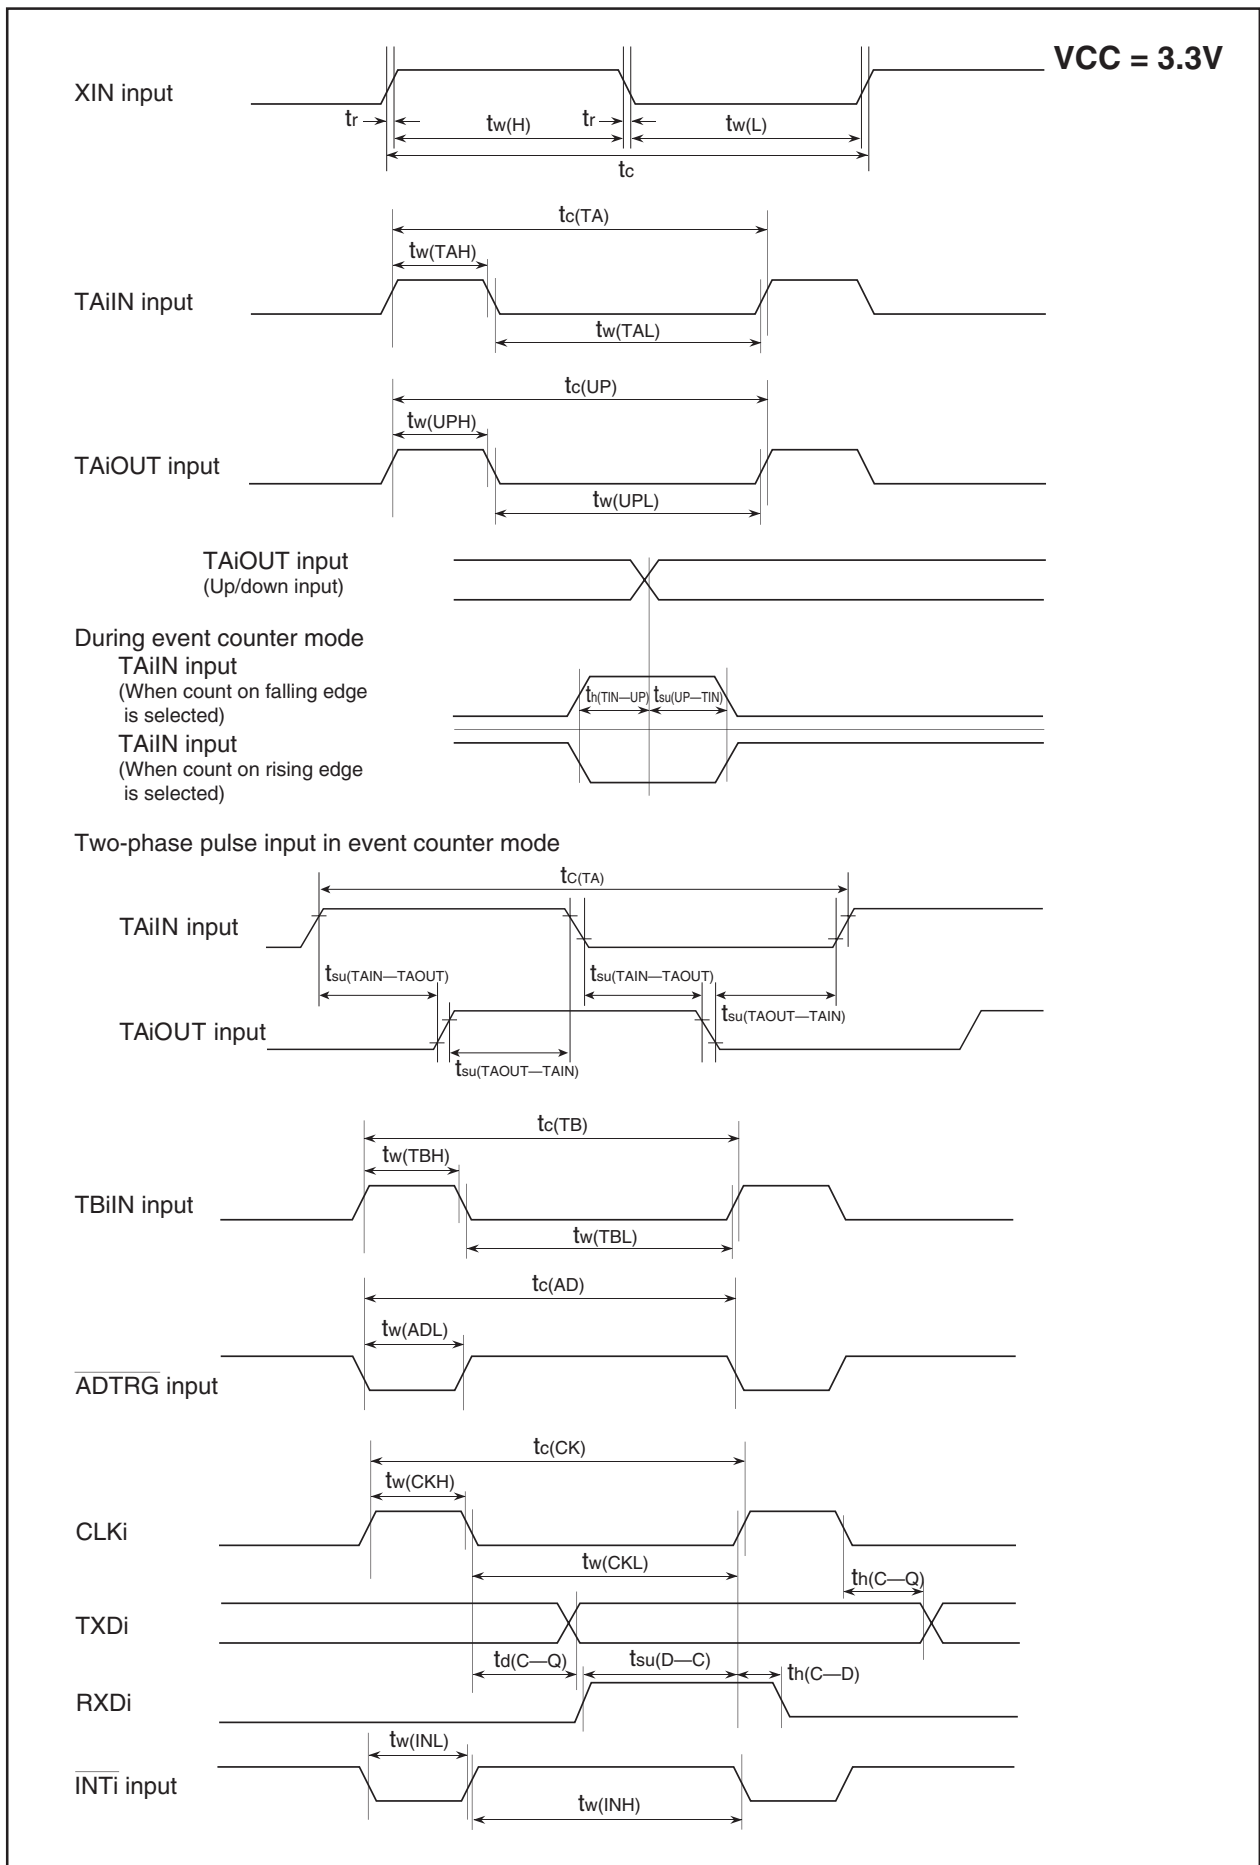 VCC = 3.3V
XIN input
tr
tw(H)
tr
tw(L)
tc
tc(TA)
tw(TAH)
TAiIN input
tw(TAL)
tc(UP)
tw(UPH)
TAiOUT input
tw(UPL)
TAiOUT input
(Up/down input)
During event counter mode
TAiIN input
(When count on falling edge
is selected)
th(TIN—UP)
tsu(UP—TIN)
TAiIN input
(When count on rising edge
is selected)
Two-phase pulse input in event counter mode
tC(TA)
TAiIN input
tsu(TAIN—TAOUT)
tsu(TAIN—TAOUT)
tsu(TAOUT—TAIN)
TAiOUT input
tsu(TAOUT—TAIN)
tc(TB)
tw(TBH)
TBiIN input
tw(TBL)
tc(AD)
tw(ADL)
ADTRG input
tc(CK)
tw(CKH)
CLKi
tw(CKL)
th(C—Q)
TXDi
td(C—Q)
tsu(D—C)
th(C—D)
RXDi
tw(INL)
INTi input
tw(INH)